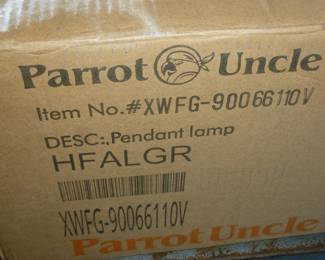 Parrot Uncle
Item No.#XWFG-90066110V
DESC:,Pendant lamp
HFALGR
XWFG-90066110V
Parrot Uncle